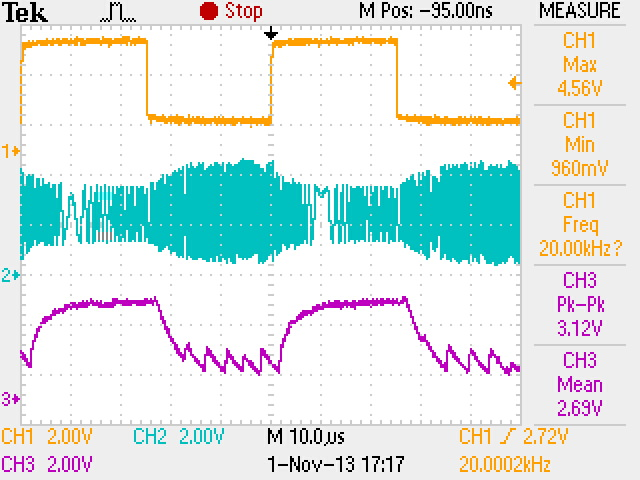 Tek Stop M Pos: -95.00ns MEASURE
CH1
Max
4.56V
CH1
Min
960mV
CH1
Freq
20.00kHz?
CH3
Pk-Pk
3.12V
CH3
Mean
2.69V
1
2
3
CH1 2.00V CH2 2.00V M 10.0µs CH1 / 2.72V
CH3 2.00V 1-Nov-13 17:17 20.0002kHz